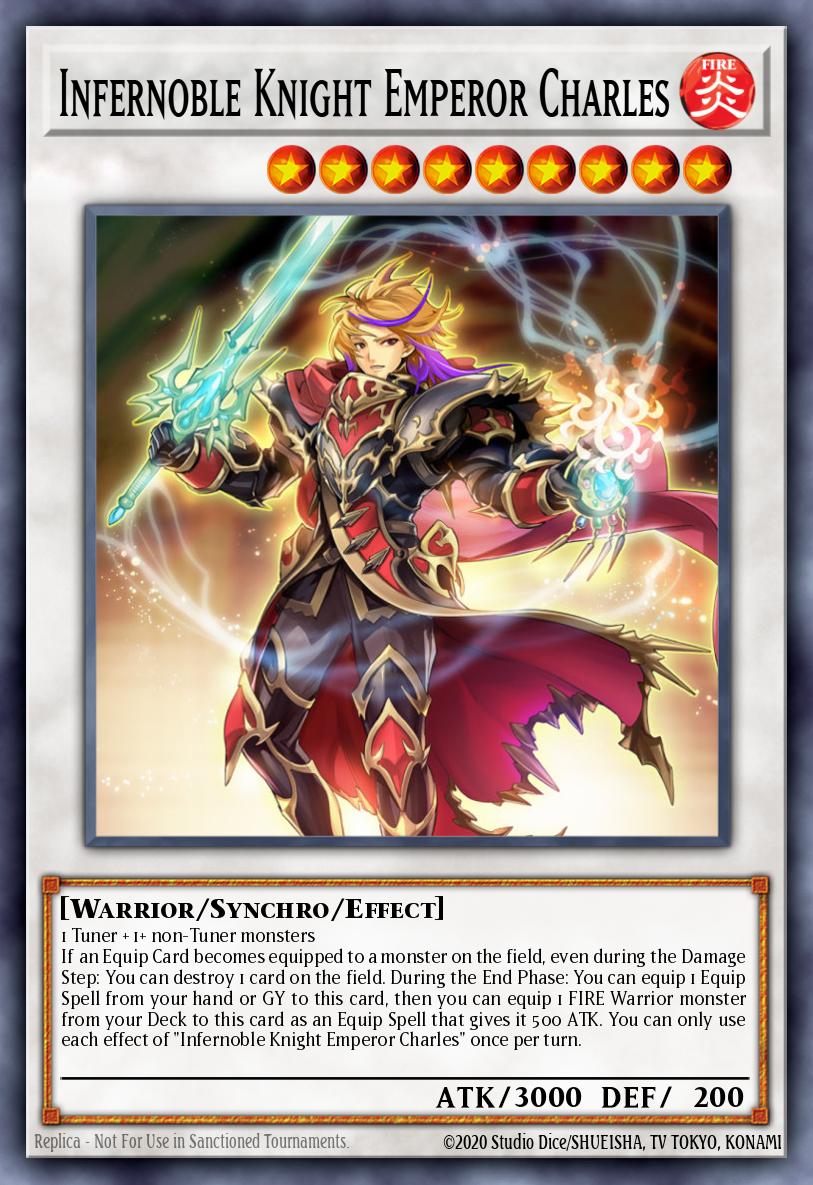 Infernoble Knight Emperor Charles
FIRE
炎
[Warrior/Synchro/Effect]
1 Tuner + 1+ non-Tuner monsters
If an Equip Card becomes equipped to a monster on the field, even during the Damage
Step: You can destroy 1 card on the field. During the End Phase: You can equip 1 Equip
Spell from your hand or GY to this card, then you can equip 1 FIRE Warrior monster
from your Deck to this card as an Equip Spell that gives it 500 ATK. You can only use
each effect of "Infernoble Knight Emperor Charles" once per turn.
ATK/3000 DEF/ 200
Replica - Not For Use in Sanctioned Tournaments.
©2020 Studio Dice/SHUEISHA, TV TOKYO, KONAMI